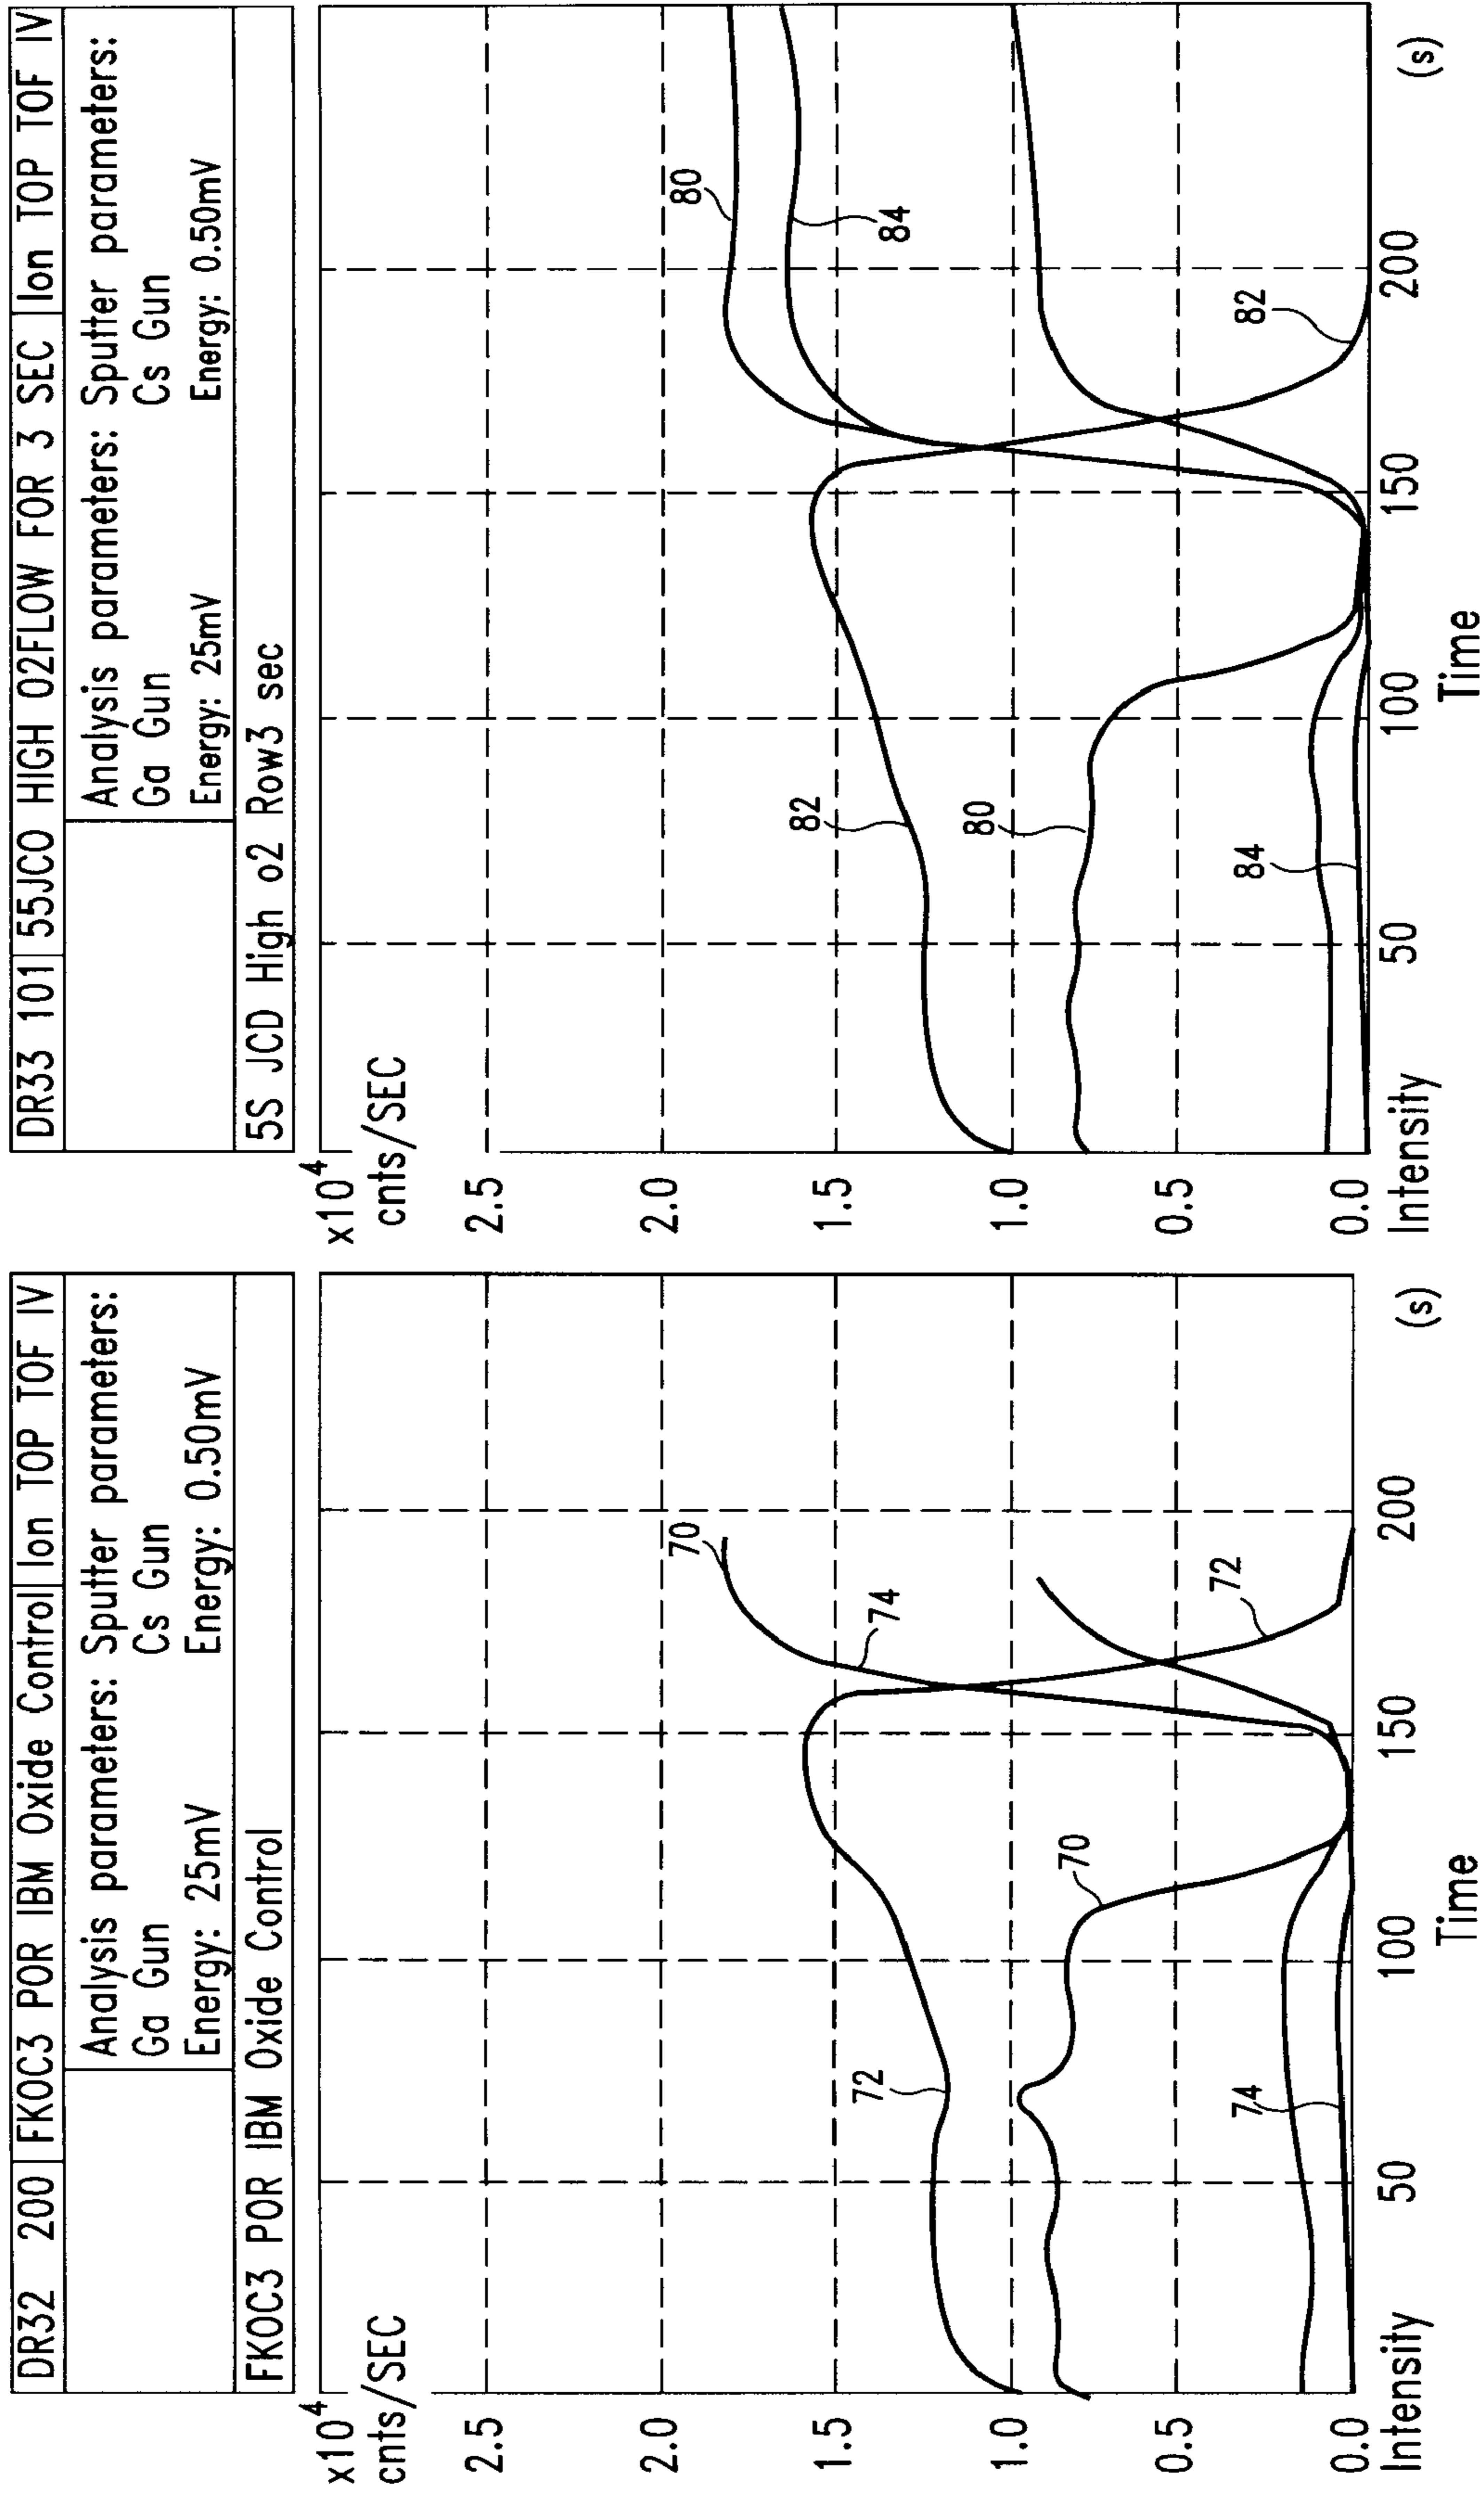 DR32 200 FKOC3 POR IBM Oxide Control Ion TOP TOF IV
Analysis parameters: Sputter parameters:
Ga Gun Cs Gun
Energy: 25mV Energy: 0.50mV
FKOC3 POR IBM Oxide Control
x10 4
cnts/SEC
2.5
2.0
1.5
1.0
0.5
0.0
Intensity
70
74
72
72
70
74
50
100
150
200
(s)
Time
DR33 101 55JCO HIGH O2FLOW FOR 3 SEC Ion TOP TOF IV
Analysis parameters: Sputter parameters:
Ga Gun Cs Gun
Energy: 25mV Energy: 0.50mV
5S JCD High o2 Row3 sec
x10 4
cnts/SEC
2.5
2.0
1.5
1.0
0.5
0.0
Intensity
80
84
82
82
80
84
50
100
150
200
(s)
Time